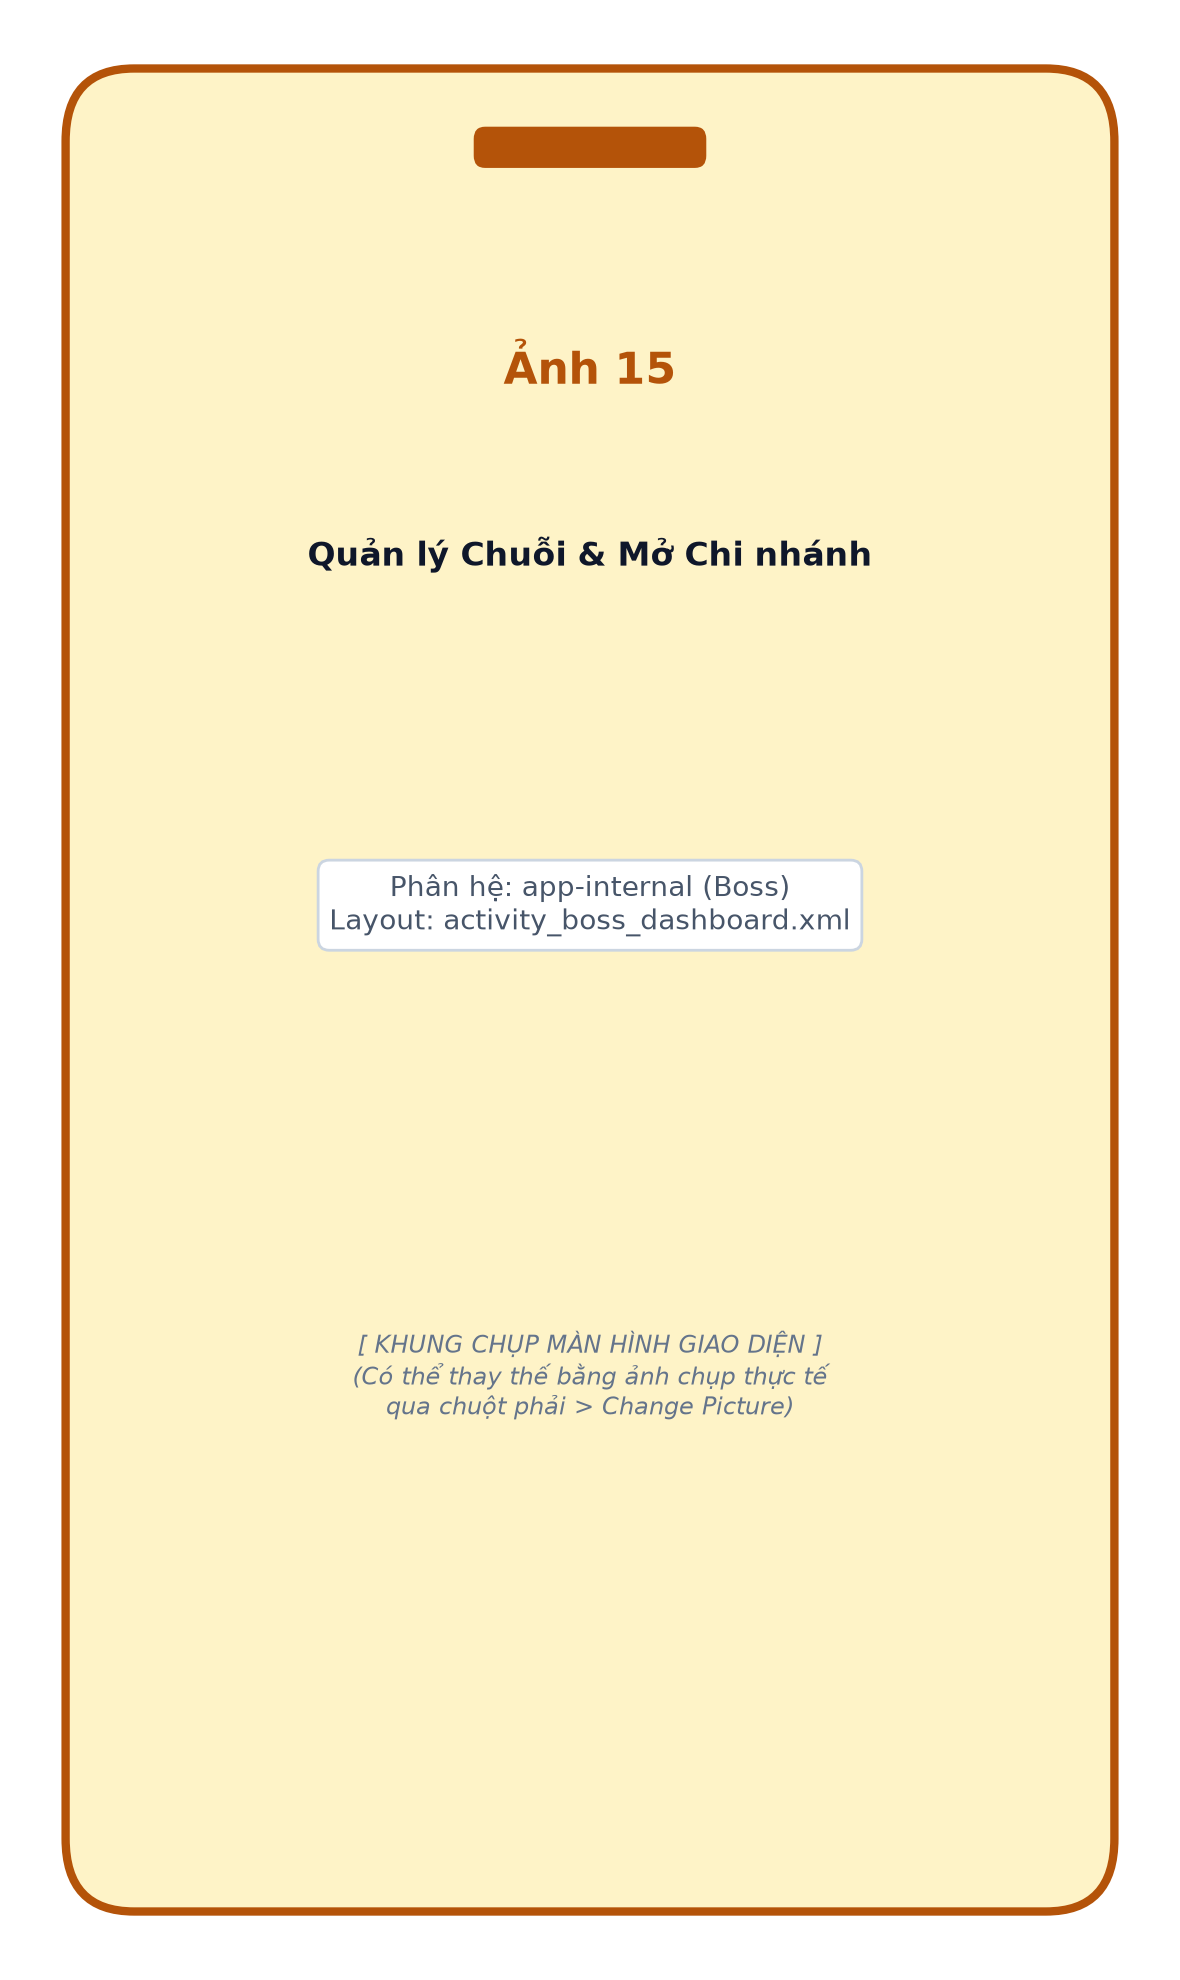 Ảnh 15
Quản lý Chuỗi & Mở Chi nhánh
Phân hệ: app-internal (Boss)
Layout: activity_boss_dashboard.xml
[ KHUNG CHỤP MÀN HÌNH GIAO DIỆN ]
(Có thể thay thế bằng ảnh chụp thực tế
qua chuột phải > Change Picture)